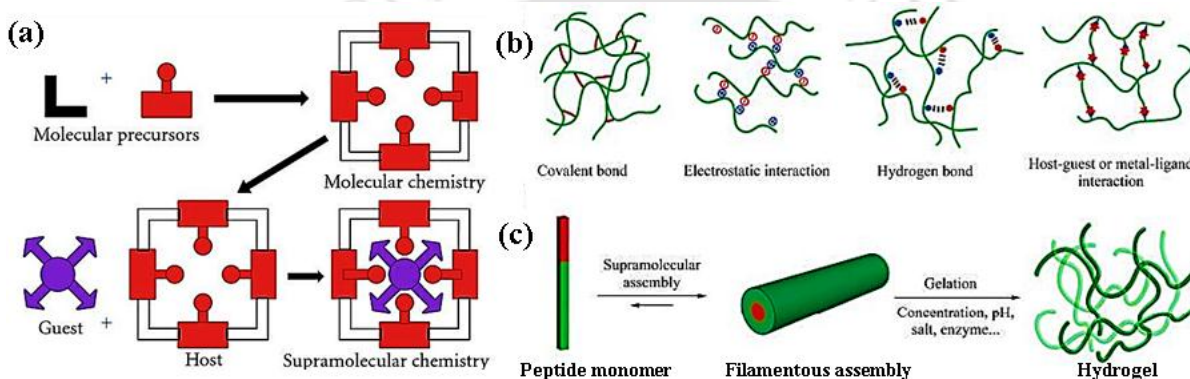 (a)
+
Molecular precursors
Molecular chemistry
Guest
+
Host
Supramolecular chemistry
(b)
Covalent bond
Electrostatic interaction
Hydrogen bond
Host-guest or metal-ligand
interaction
(c)
Supramolecular
assembly
Gelation
Concentration, pH,
salt, enzyme...
Peptide monomer
Filamentous assembly
Hydrogel